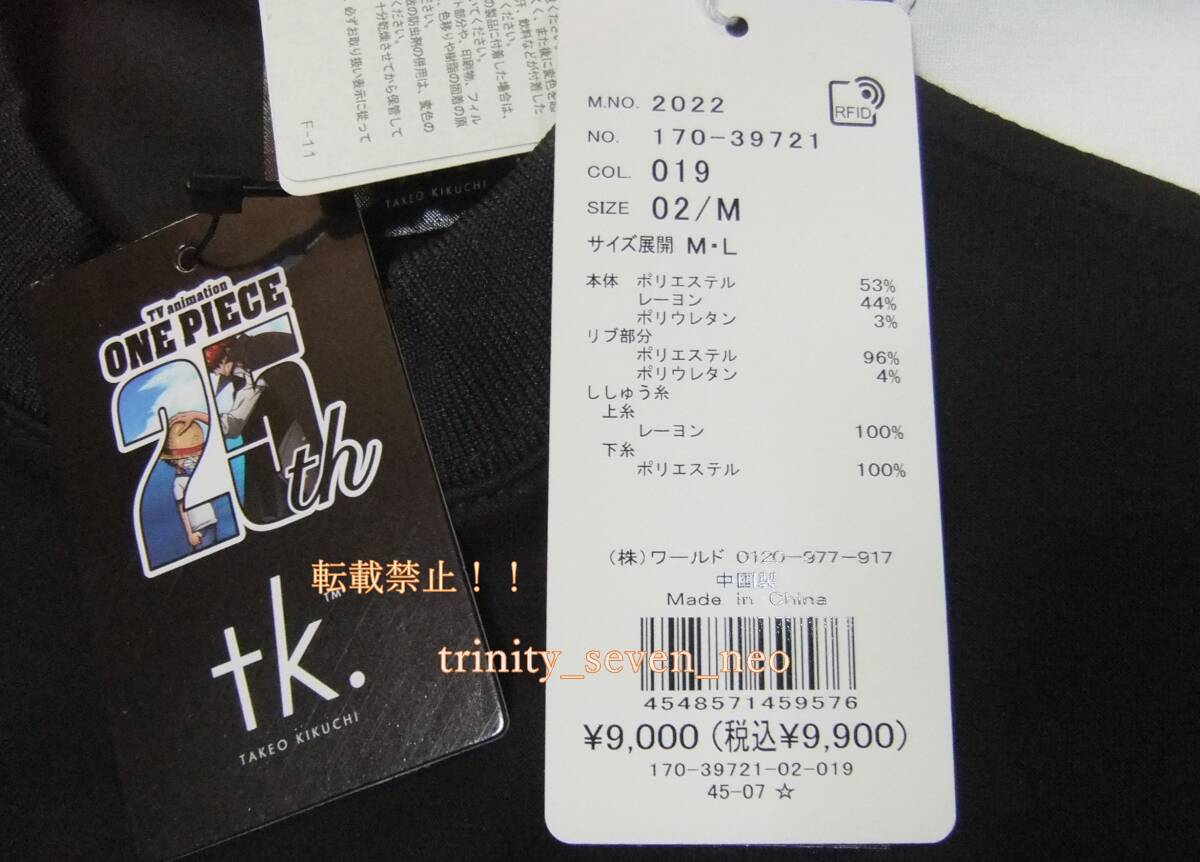 F-11
TAKEO KIKUCHI
TV animation
ONE PIECE
25th
tk.™
TAKEO KIKUCHI
RFID
M.NO. 2022
NO. 170-39721
COL. 019
SIZE 02/M
サイズ展開 M・L
本体 ポリエステル 53%
レーヨン 44%
ポリウレタン 3%
リブ部分
ポリエステル 96%
ポリウレタン 4%
ししゅう糸
上糸
レーヨン 100%
下糸
ポリエステル 100%
(株)ワールド 0120-977-917
中国製
Made in China
4548571459576
¥9,000 (税込¥9,900)
170-39721-02-019
45-07 ☆
転載禁止！！
trinity_seven_neo